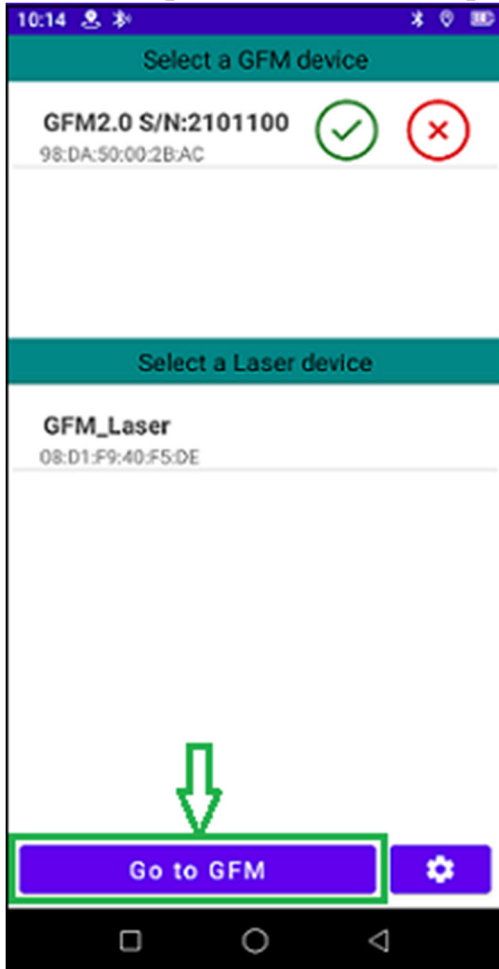 10:14
Select a GFM device
GFM2.0 S/N:2101100
98:DA:50:00:2B:AC
Select a Laser device
GFM_Laser
08:D1:F9:40:F5:DE
Go to GFM